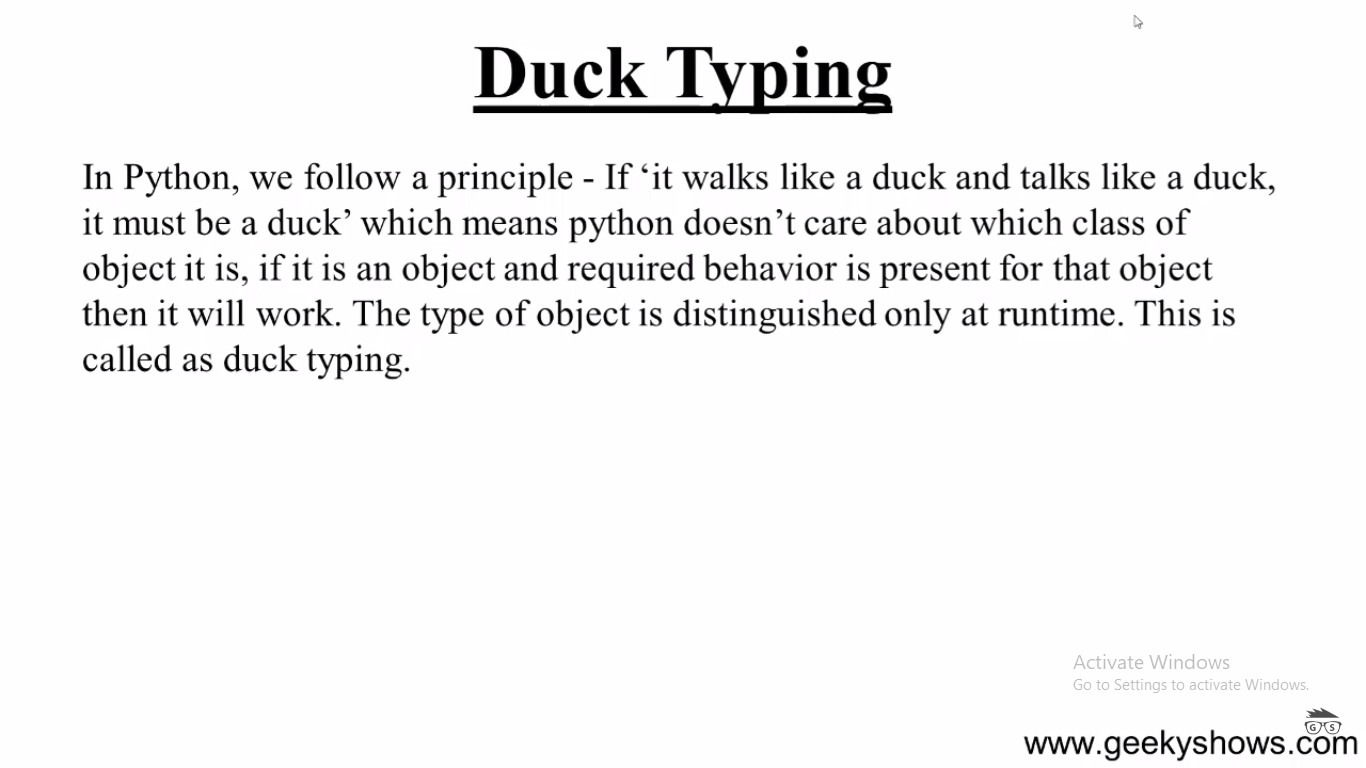 Duck Typing
In Python, we follow a principle - If ‘it walks like a duck and talks like a duck,
it must be a duck’ which means python doesn’t care about which class of
object it is, if it is an object and required behavior is present for that object
then it will work. The type of object is distinguished only at runtime. This is
called as duck typing.
Activate Windows
Go to Settings to activate Windows.
G S
www.geekyshows.com